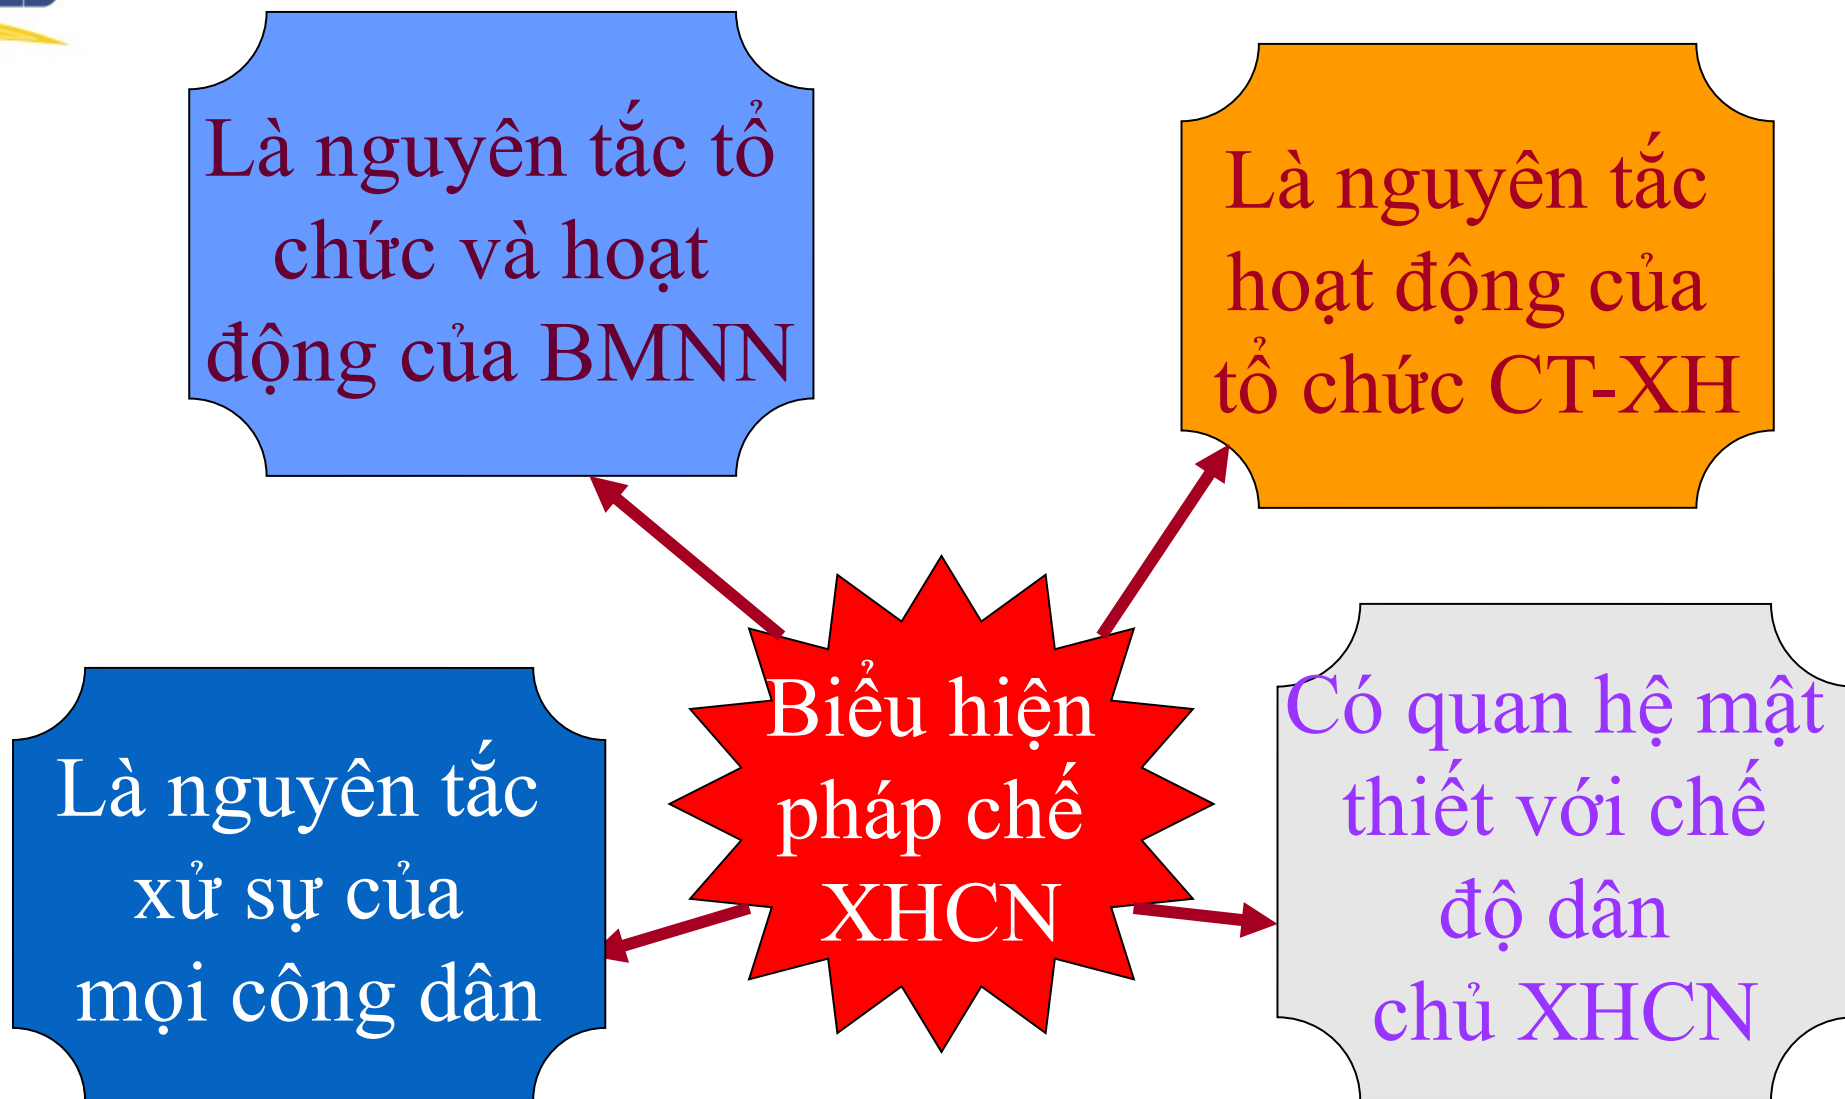 Là nguyên tắc tổ
chức và hoạt
động của BMNN
Là nguyên tắc
hoạt động của
tổ chức CT-XH
Biểu hiện
pháp chế
XHCN
Là nguyên tắc
xử sự của
mọi công dân
Có quan hệ mật
thiết với chế
độ dân
chủ XHCN